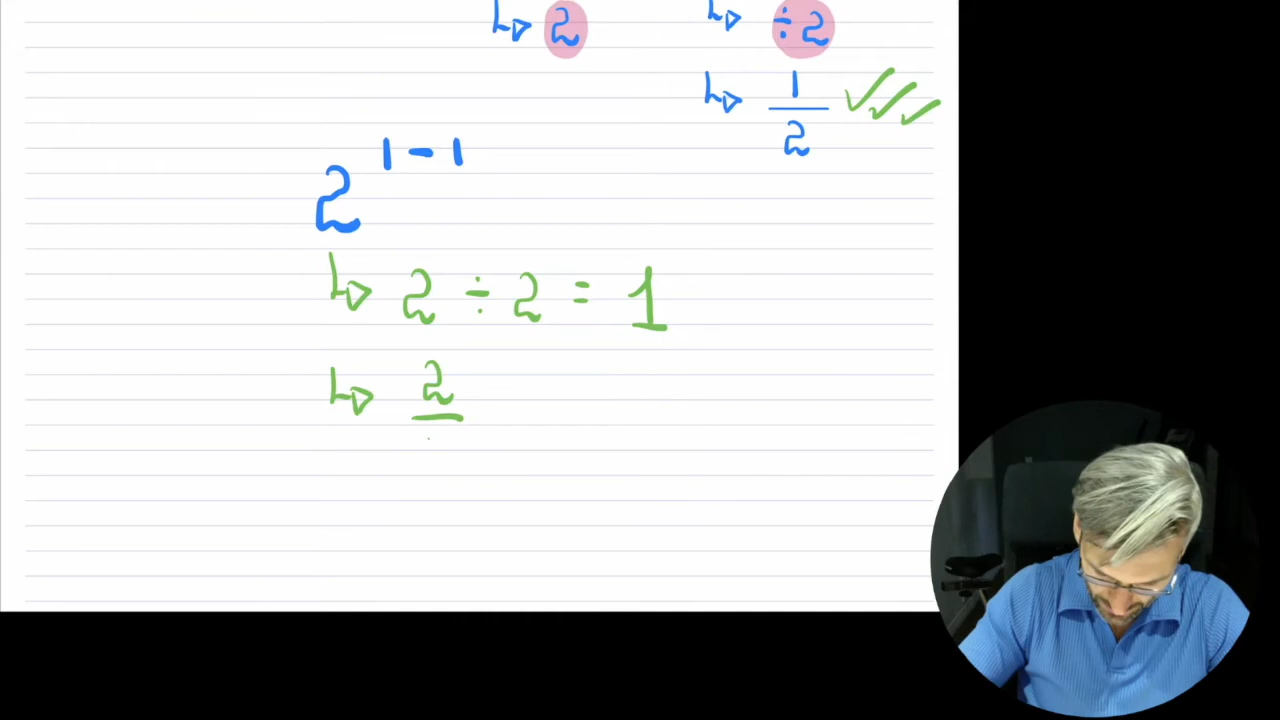 ↳ 2
↳ ÷2
↳ 1/2 ✓✓✓
2^(1-1)
↳ 2 ÷ 2 = 1
↳ 2